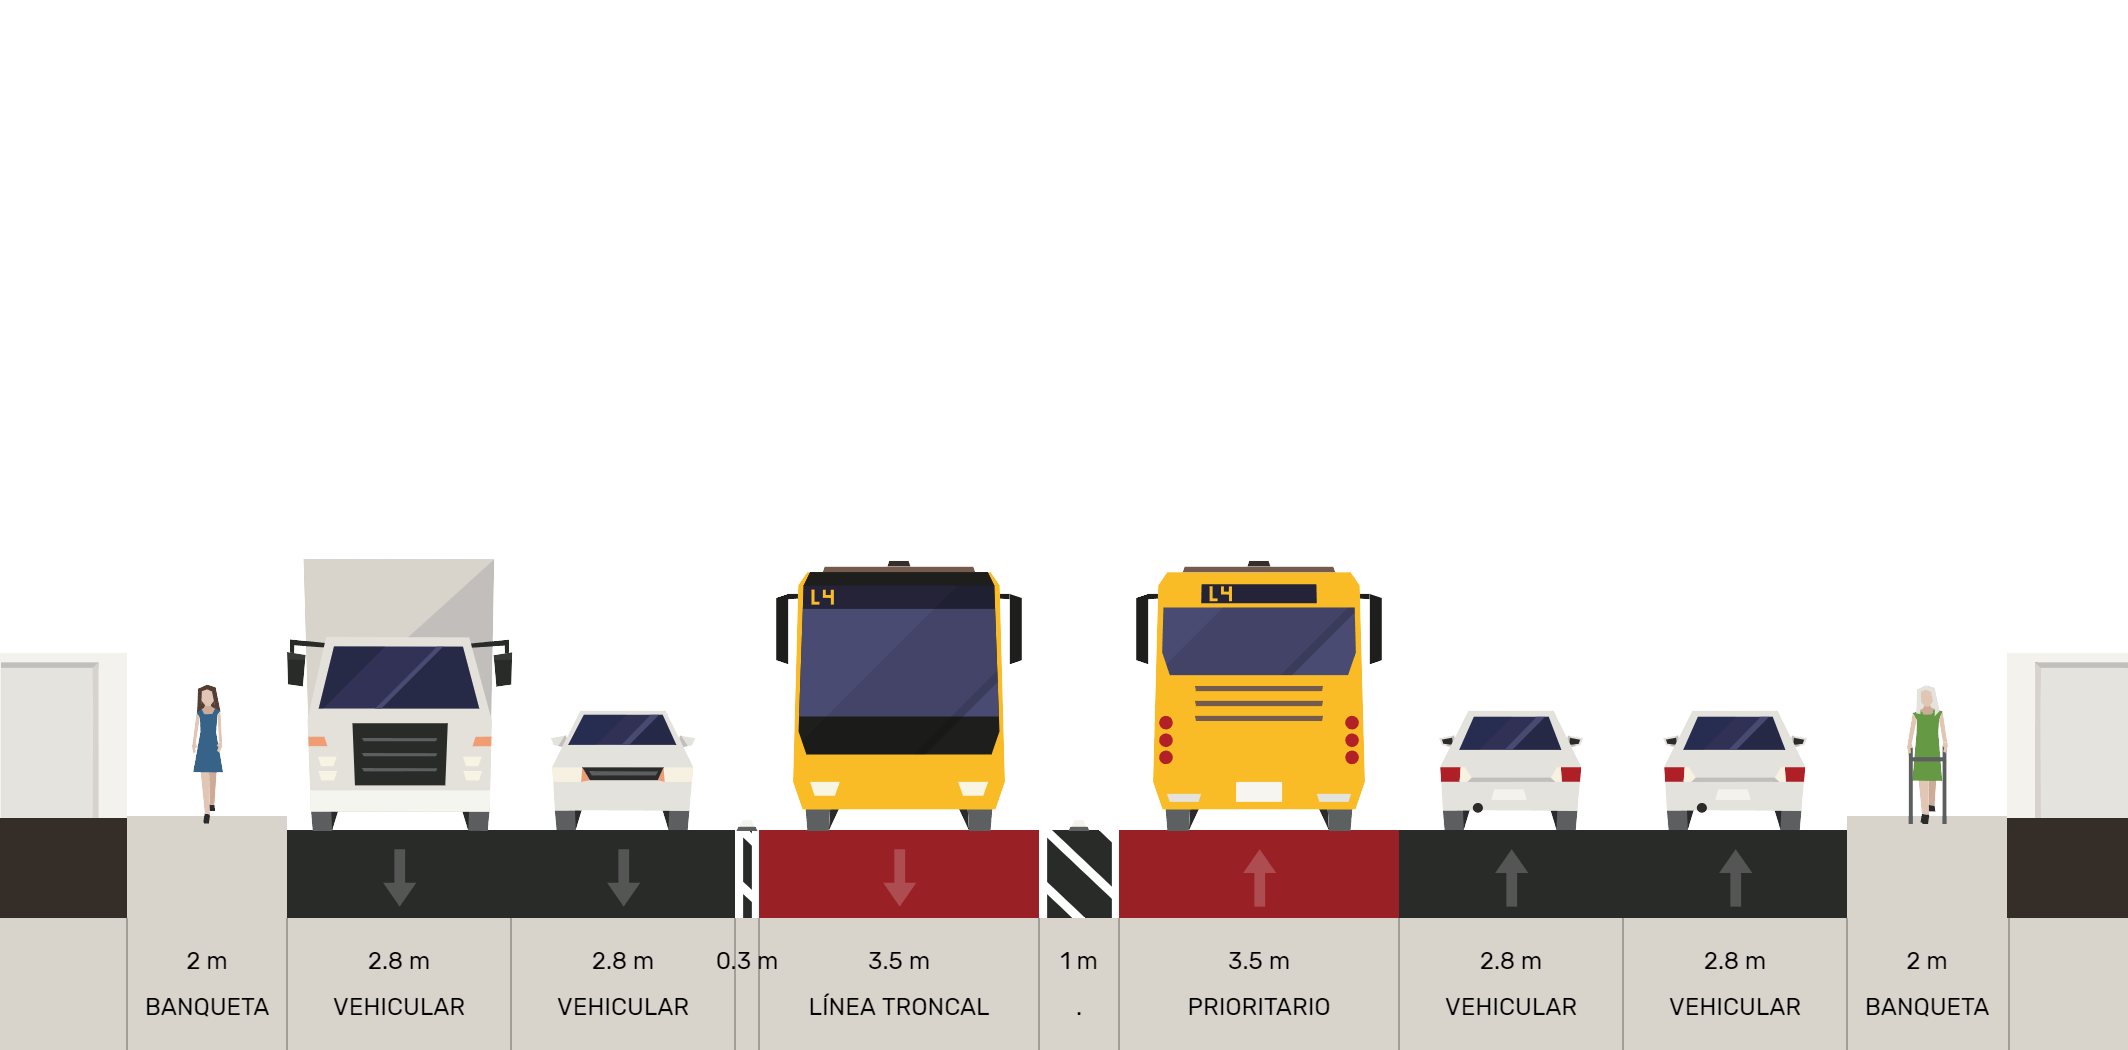 L4
L4
2 m
2.8 m
2.8 m
0.3 m
3.5 m
1 m
3.5 m
2.8 m
2.8 m
2 m
BANQUETA
VEHICULAR
VEHICULAR
LÍNEA TRONCAL
.
PRIORITARIO
VEHICULAR
VEHICULAR
BANQUETA